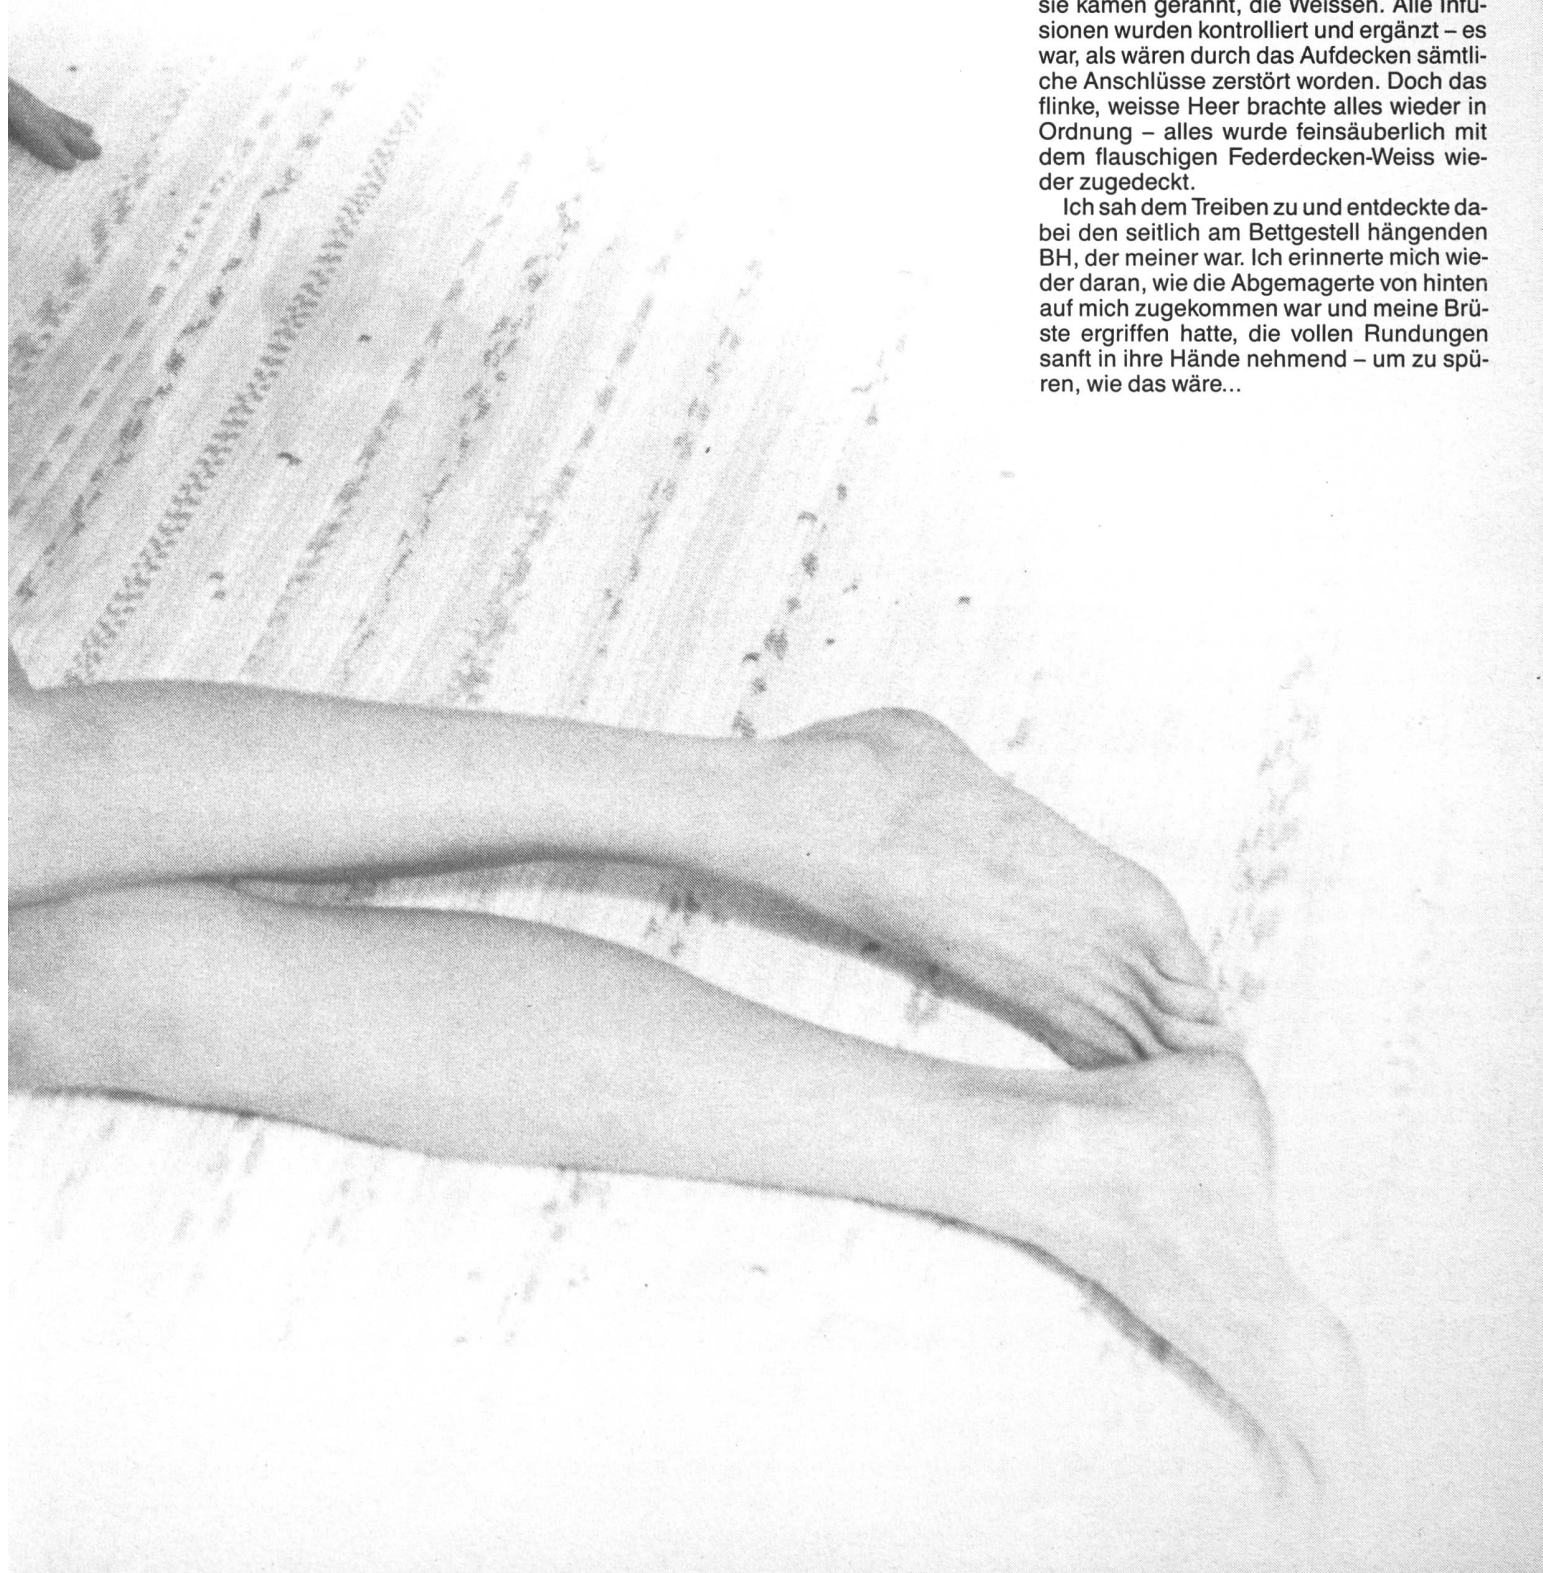 sie kamen gerannt, die Weissen. Alle Infu-
sionen wurden kontrolliert und ergänzt – es
war, als wären durch das Aufdecken sämtli-
che Anschlüsse zerstört worden. Doch das
flinke, weisse Heer brachte alles wieder in
Ordnung – alles wurde feinsäuberlich mit
dem flauschigen Federdecken-Weiss wie-
der zugedeckt.
Ich sah dem Treiben zu und entdeckte da-
bei den seitlich am Bettgestell hängenden
BH, der meiner war. Ich erinnerte mich wie-
der daran, wie die Abgemagerte von hinten
auf mich zugekommen war und meine Brü-
ste ergriffen hatte, die vollen Rundungen
sanft in ihre Hände nehmend – um zu spü-
ren, wie das wäre...